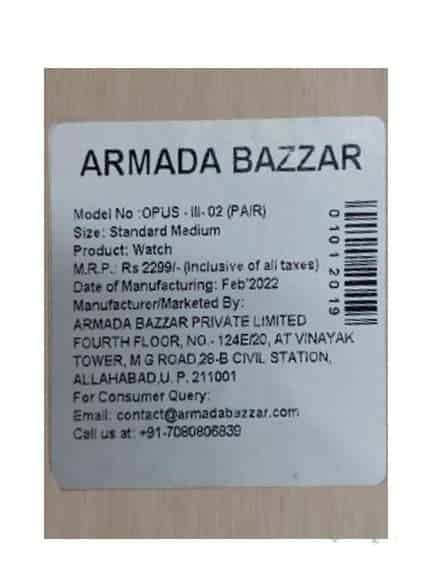 ARMADA BAZZAR
Model No :OPUS - III- 02 (PAIR)
Size: Standard Medium
Product: Watch
M.R.P.: Rs 2299/- (Inclusive of all taxes)
Date of Manufacturing: Feb'2022
Manufacturer/Marketed By:
ARMADA BAZZAR PRIVATE LIMITED
FOURTH FLOOR, NO.- 124E/20, AT VINAYAK
TOWER, M G ROAD,28-B CIVIL STATION,
ALLAHABAD,U. P. 211001
For Consumer Query:
Email: contact@armadabazzar.com
Call us at: +91-7080806839
01012019